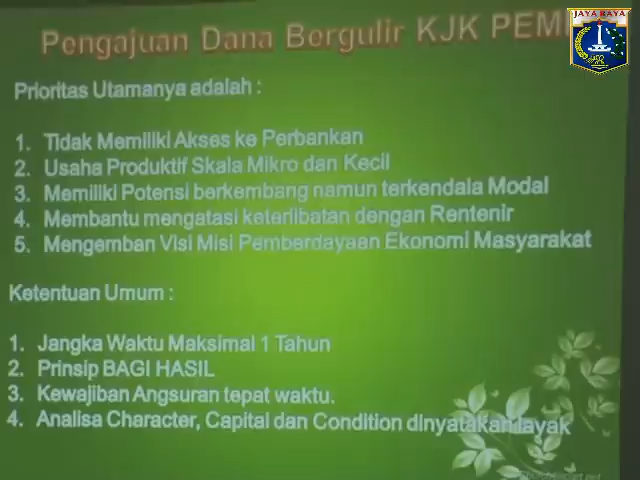 Pengajuan Dana Bergulir KJK PEM
JAYA RAYA
Prioritas Utamanya adalah :
1. Tidak Memiliki Akses ke Perbankan
2. Usaha Produktif Skala Mikro dan Kecil
3. Memiliki Potensi berkembang namun terkendala Modal
4. Membantu mengatasi keterlibatan dengan Rentenir
5. Mengemban Visi Misi Pemberdayaan Ekonomi Masyarakat
Ketentuan Umum :
1. Jangka Waktu Maksimal 1 Tahun
2. Prinsip BAGI HASIL
3. Kewajiban Angsuran tepat waktu.
4. Analisa Character, Capital dan Condition dinyatakan layak